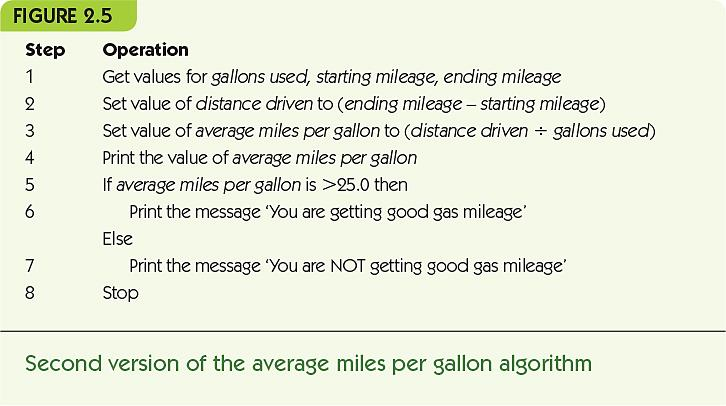 FIGURE 2.5
Step Operation
1 Get values for gallons used, starting mileage, ending mileage
2 Set value of distance driven to (ending mileage – starting mileage)
3 Set value of average miles per gallon to (distance driven ÷ gallons used)
4 Print the value of average miles per gallon
5 If average miles per gallon is >25.0 then
6 Print the message ‘You are getting good gas mileage’
Else
7 Print the message ‘You are NOT getting good gas mileage’
8 Stop
Second version of the average miles per gallon algorithm